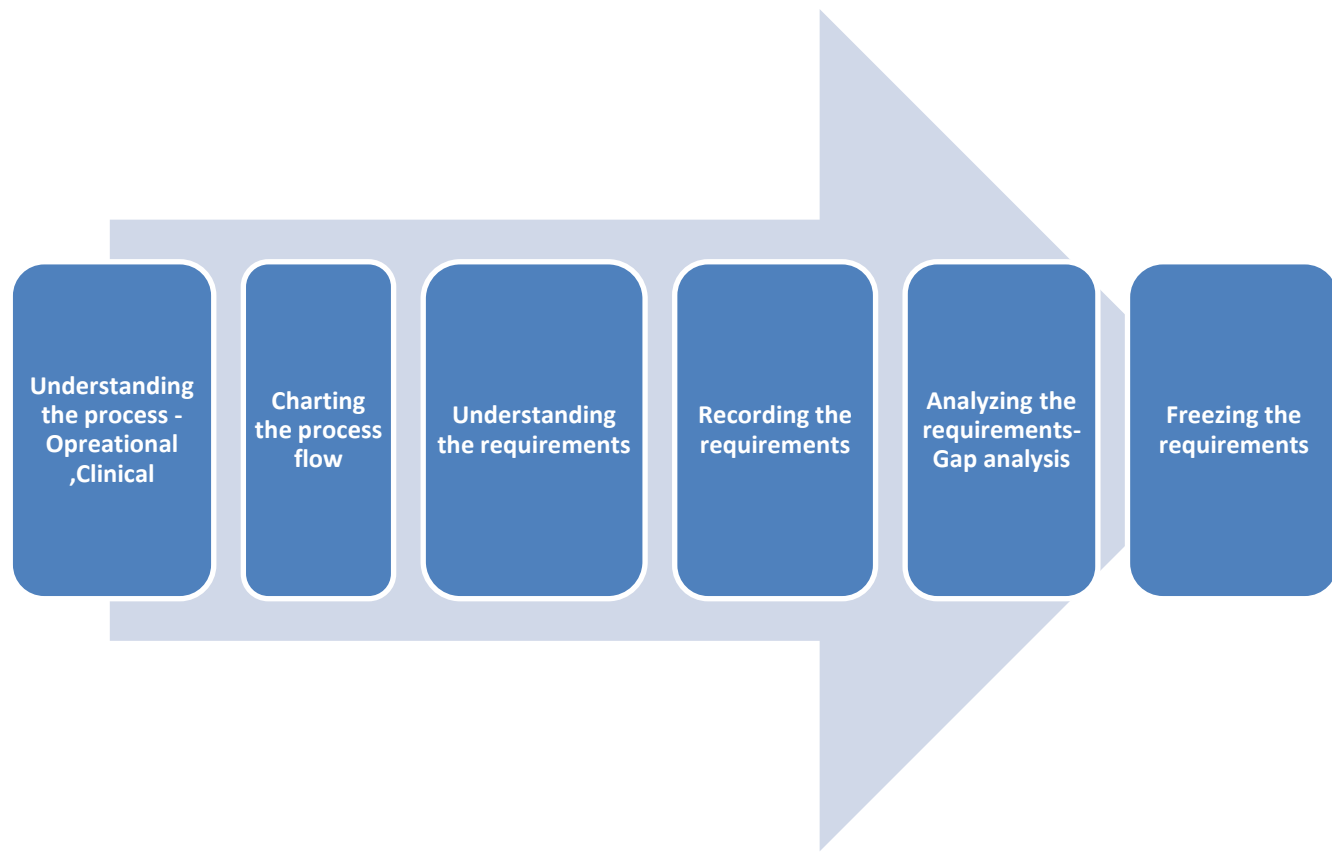 Understanding
the process -
Opreational
,Clinical
Charting
the process
flow
Understanding
the requirements
Recording the
requirements
Analyzing the
requirements-
Gap analysis
Freezing the
requirements